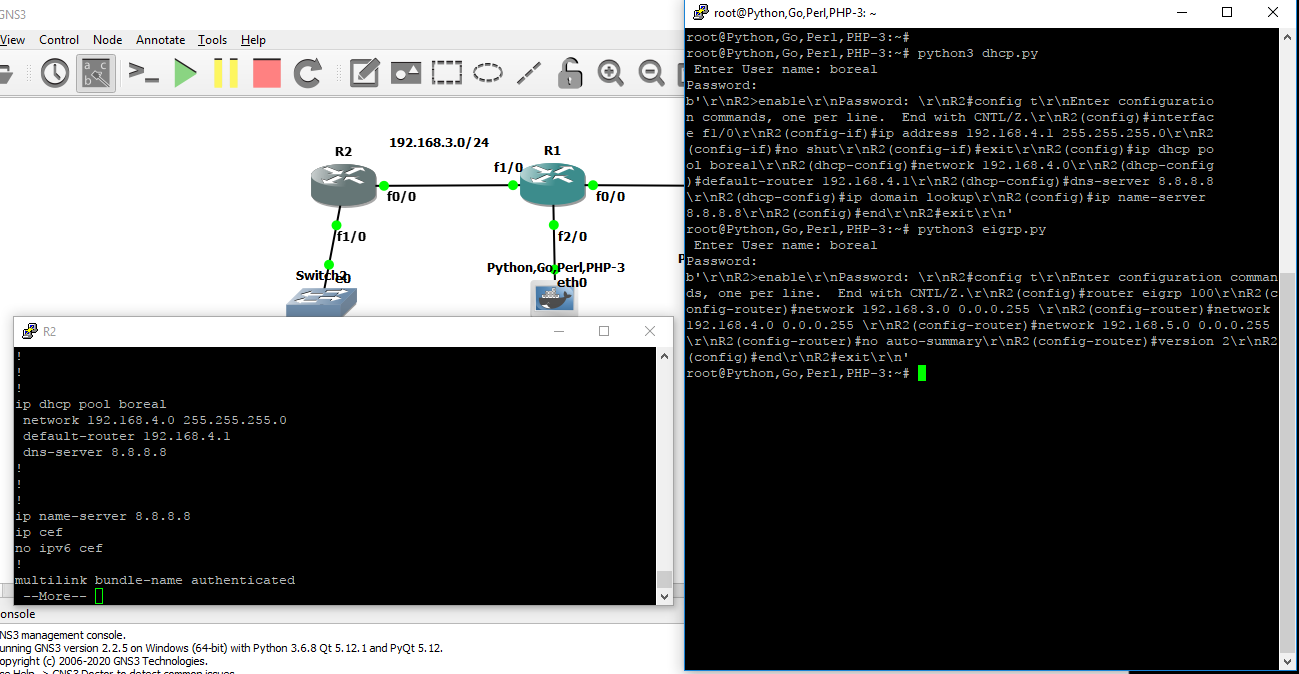 GNS3
View Control Node Annotate Tools Help
192.168.3.0/24
R2
R1
f1/0
f0/0
f0/0
f1/0
f2/0
Switch2
e0
Python,Go,Perl,PHP-3
eth0
R2
!
!
!
ip dhcp pool boreal
network 192.168.4.0 255.255.255.0
default-router 192.168.4.1
dns-server 8.8.8.8
!
!
!
ip name-server 8.8.8.8
ip cef
no ipv6 cef
!
multilink bundle-name authenticated
--More--
onsole
NS3 management console.
unning GNS3 version 2.2.5 on Windows (64-bit) with Python 3.6.8 Qt 5.12.1 and PyQt 5.12.
opyright (c) 2006-2020 GNS3 Technologies.
se Help -> GNS3 Doctor to detect common issues.
root@Python,Go,Perl,PHP-3: ~
root@Python,Go,Perl,PHP-3:~#
root@Python,Go,Perl,PHP-3:~# python3 dhcp.py
Enter User name: boreal
Password:
b'\r\nR2>enable\r\nPassword: \r\nR2#config t\r\nEnter configuratio
n commands, one per line.  End with CNTL/Z.\r\nR2(config)#interfac
e f1/0\r\nR2(config-if)#ip address 192.168.4.1 255.255.255.0\r\nR2
(config-if)#no shut\r\nR2(config-if)#exit\r\nR2(config)#ip dhcp po
ol boreal\r\nR2(dhcp-config)#network 192.168.4.0\r\nR2(dhcp-config
)#default-router 192.168.4.1\r\nR2(dhcp-config)#dns-server 8.8.8.8
\r\nR2(dhcp-config)#ip domain lookup\r\nR2(config)#ip name-server
8.8.8.8\r\nR2(config)#end\r\nR2#exit\r\n'
root@Python,Go,Perl,PHP-3:~# python3 eigrp.py
Enter User name: boreal
Password:
b'\r\nR2>enable\r\nPassword: \r\nR2#config t\r\nEnter configuration comman
ds, one per line.  End with CNTL/Z.\r\nR2(config)#router eigrp 100\r\nR2(c
onfig-router)#network 192.168.3.0 0.0.0.255 \r\nR2(config-router)#network
192.168.4.0 0.0.0.255 \r\nR2(config-router)#network 192.168.5.0 0.0.0.255
\r\nR2(config-router)#no auto-summary\r\nR2(config-router)#version 2\r\nR2
(config)#end\r\nR2#exit\r\n'
root@Python,Go,Perl,PHP-3:~#